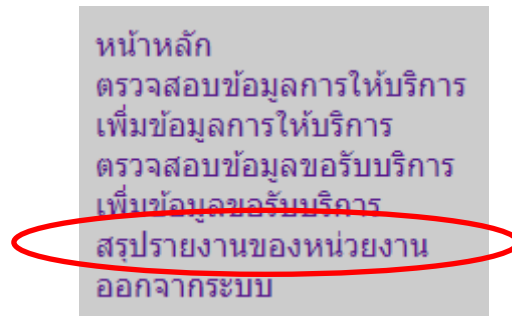 หน้าหลัก
ตรวจสอบข้อมูลการให้บริการ
เพิ่มข้อมูลการให้บริการ
ตรวจสอบข้อมูลขอรับบริการ
เพิ่มข้อมูลขอรับบริการ
สรุปรายงานของหน่วยงาน
ออกจากระบบ